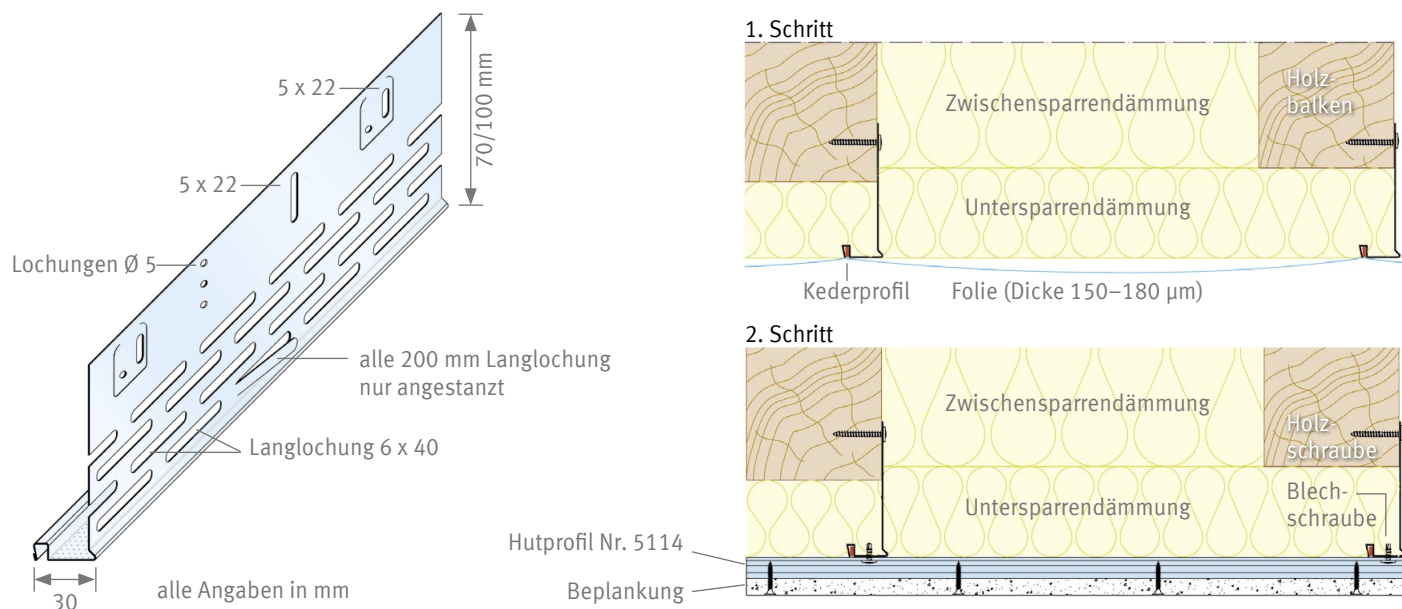 5 x 22
5 x 22
70/100 mm
Lochungen Ø 5
alle 200 mm Langlochung
nur angestanzt
Langlochung 6 x 40
30
alle Angaben in mm
1. Schritt
Zwischensparrendämmung
Holz-
balken
Untersparrendämmung
Kederprofil
Folie (Dicke 150–180 µm)
2. Schritt
Zwischensparrendämmung
Holz-
schraube
Untersparrendämmung
Blech-
schraube
Hutprofil Nr. 5114
Beplankung